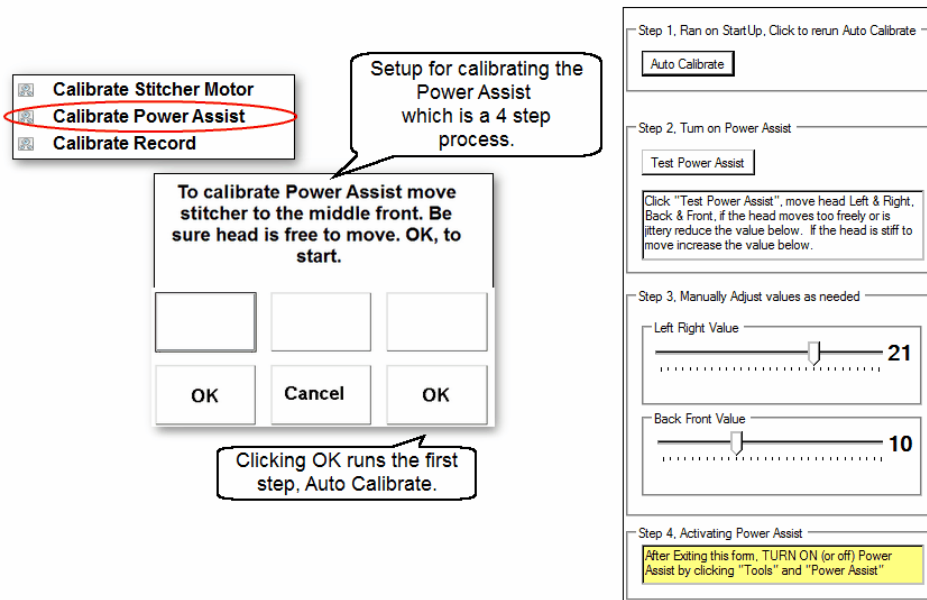 Calibrate Stitcher Motor
Calibrate Power Assist
Calibrate Record
Setup for calibrating the
Power Assist
which is a 4 step
process.
To calibrate Power Assist move
stitcher to the middle front. Be
sure head is free to move. OK, to
start.
OK
Cancel
OK
Clicking OK runs the first
step, Auto Calibrate.
Step 1, Ran on StartUp, Click to rerun Auto Calibrate
Auto Calibrate
Step 2, Turn on Power Assist
Test Power Assist
Click "Test Power Assist", move head Left & Right,
Back & Front, if the head moves too freely or is
jittery reduce the value below. If the head is stiff to
move increase the value below.
Step 3, Manually Adjust values as needed
Left Right Value
21
Back Front Value
10
Step 4, Activating Power Assist
After Exiting this form, TURN ON (or off) Power
Assist by clicking "Tools" and "Power Assist"